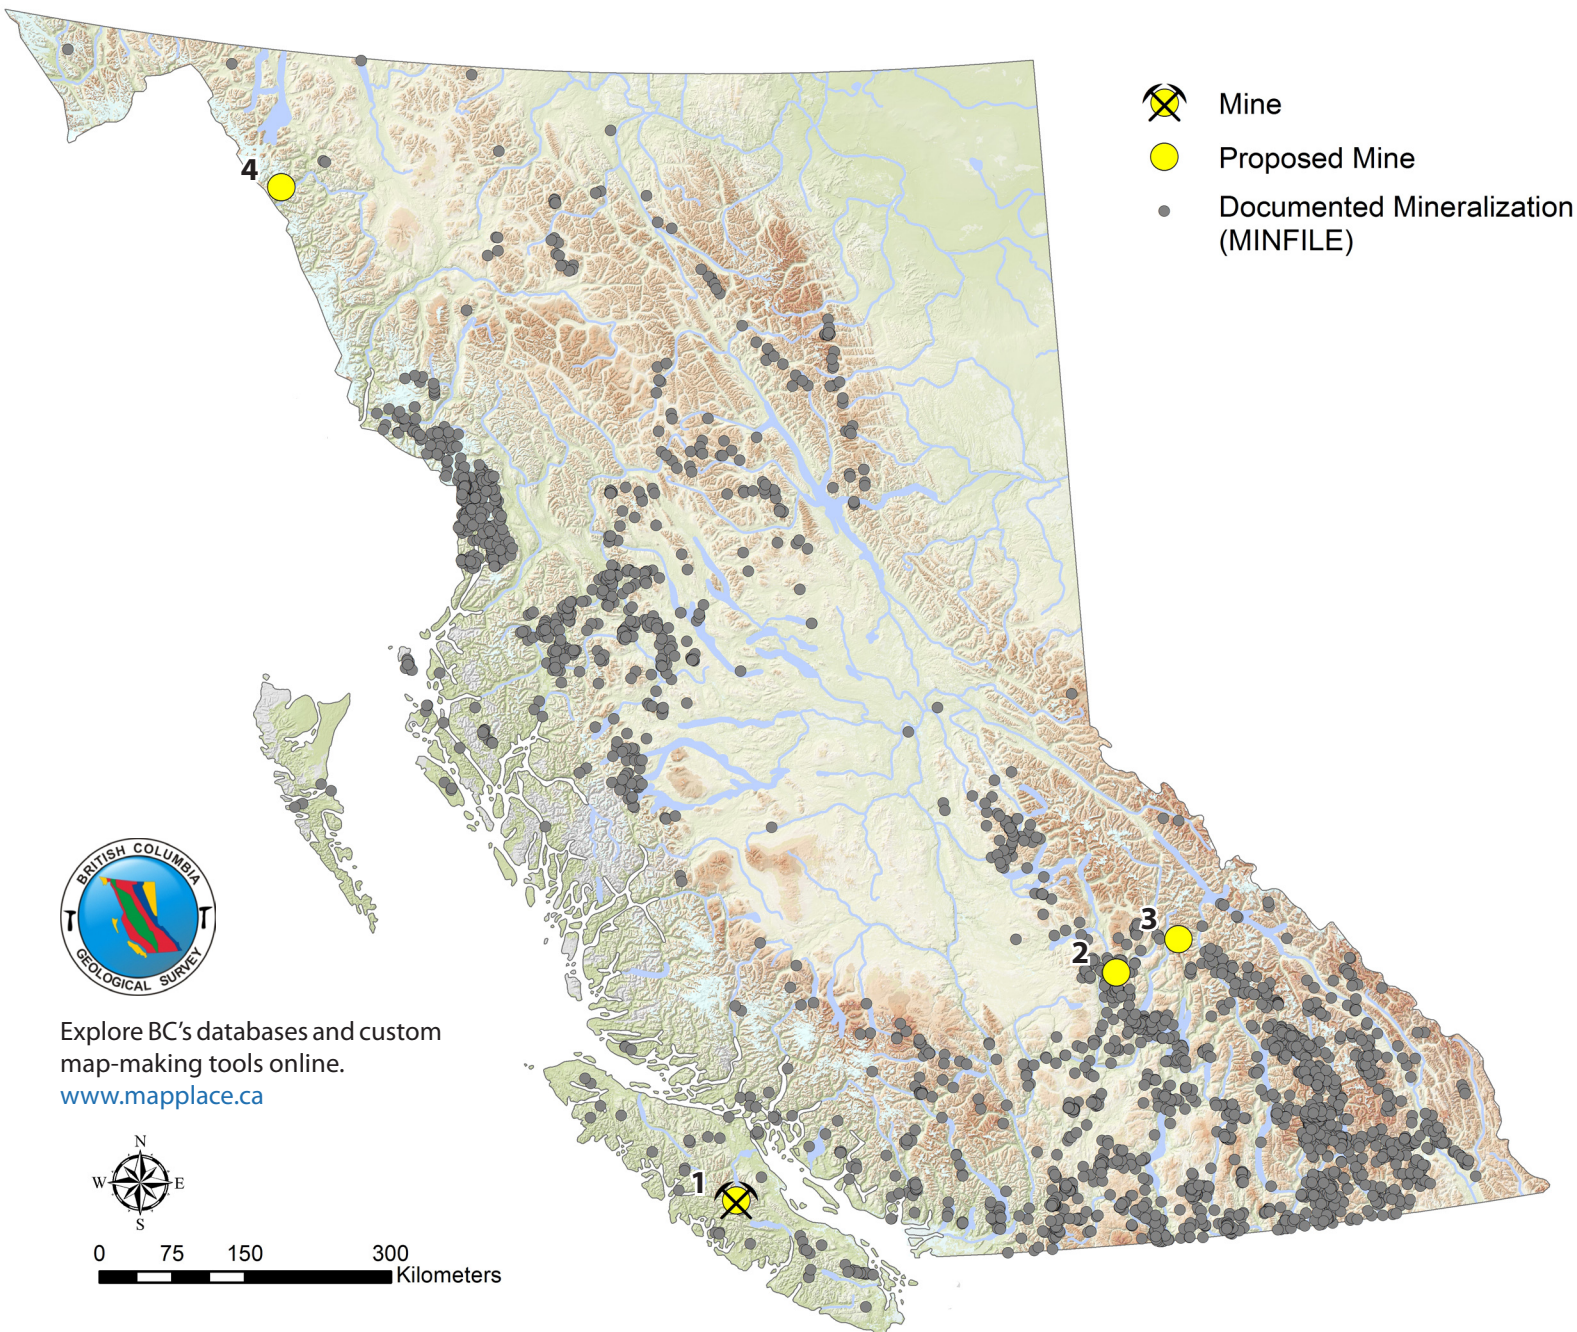 Mine
Proposed Mine
Documented Mineralization
(MINFILE)
4
3
2
1
BRITISH COLUMBIA
GEOLOGICAL SURVEY
Explore BC's databases and custom
map-making tools online.
www.mapplace.ca
N
W E
S
0 75 150 300
Kilometers